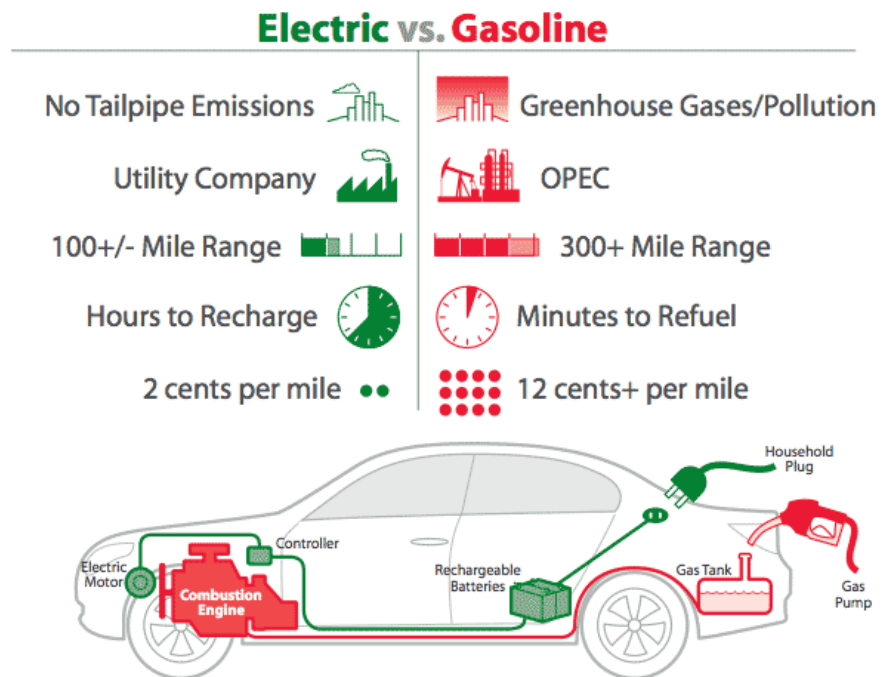 Electric vs. Gasoline
No Tailpipe Emissions
Greenhouse Gases/Pollution
Utility Company
OPEC
100+/- Mile Range
300+ Mile Range
Hours to Recharge
Minutes to Refuel
2 cents per mile
12 cents+ per mile
Household
Plug
Controller
Electric
Motor
Combustion
Engine
Rechargeable
Batteries
Gas Tank
Gas
Pump